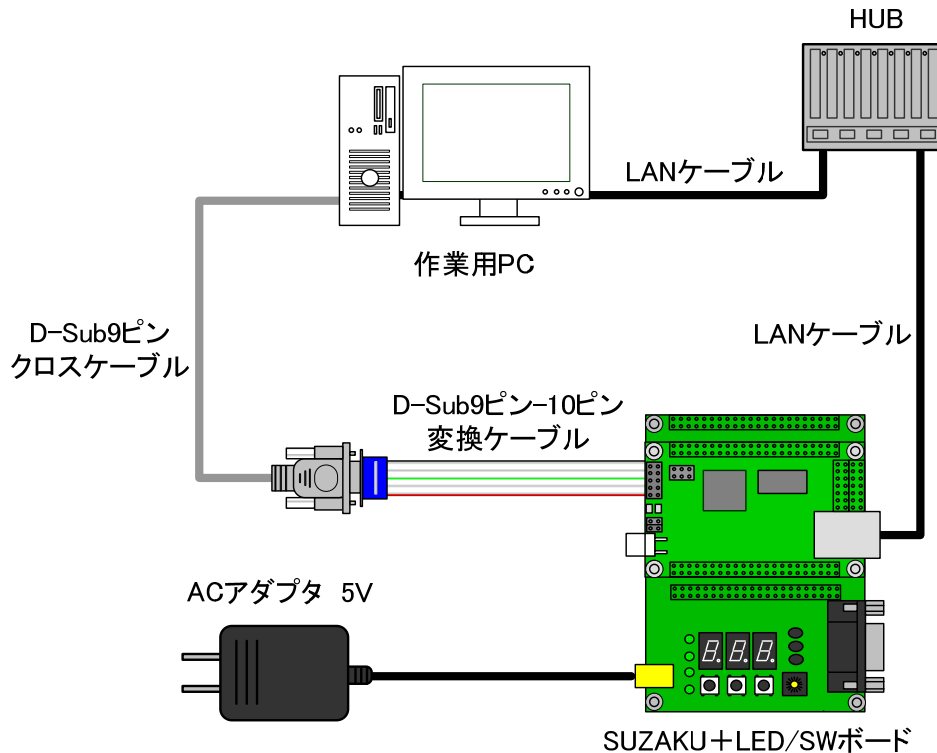 HUB
LANケーブル
作業用PC
D-Sub9ピン
クロスケーブル
LANケーブル
D-Sub9ピン-10ピン
変換ケーブル
ACアダプタ 5V
8.8.8.
SUZAKU+LED/SWボード